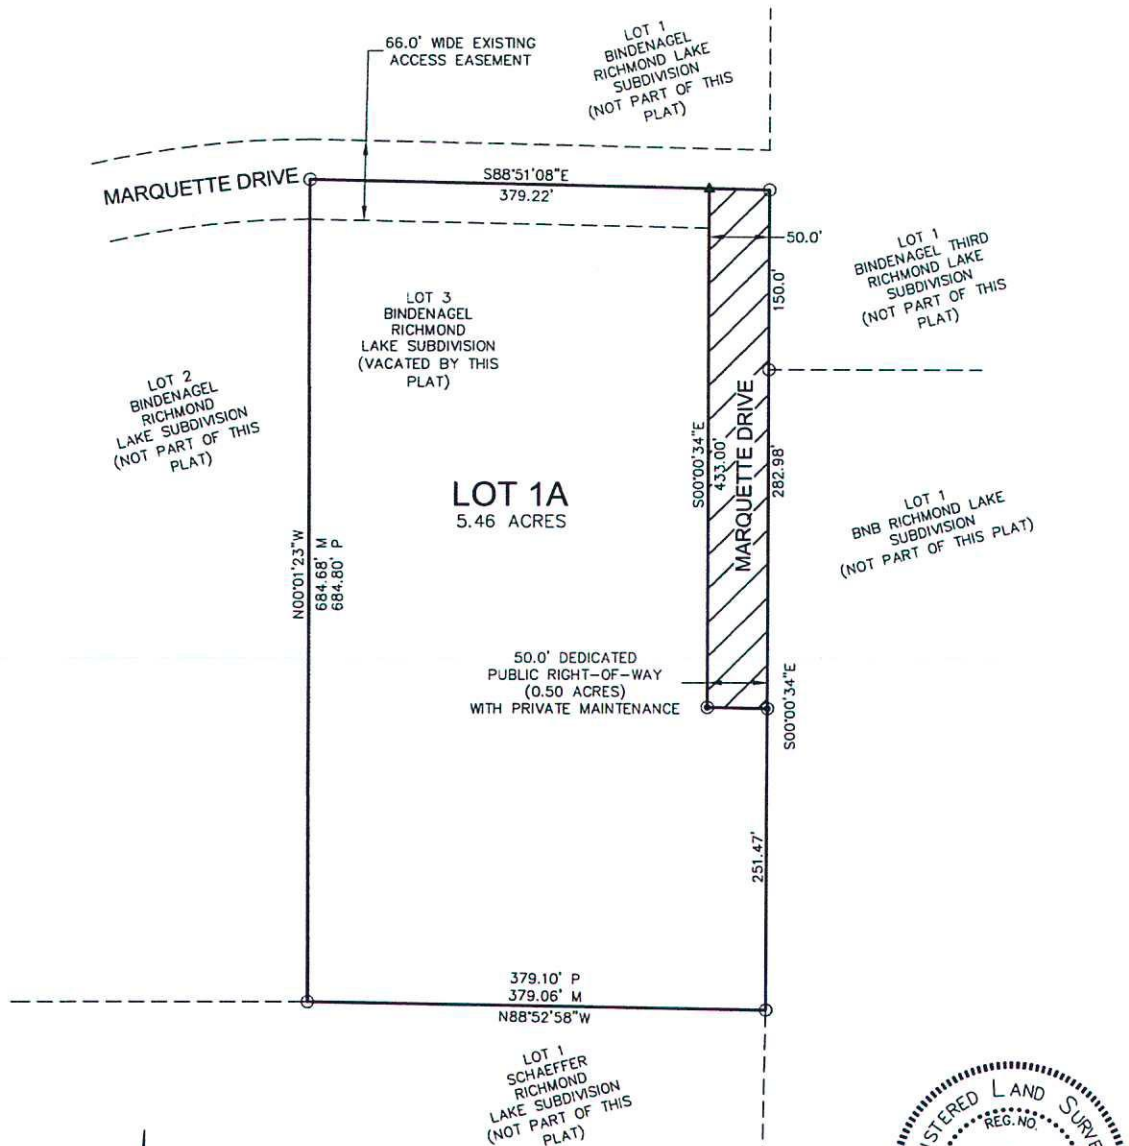 66.0' WIDE EXISTING
ACCESS EASEMENT
LOT 1
BINDENAGEL
RICHMOND LAKE
SUBDIVISION
(NOT PART OF THIS
PLAT)
MARQUETTE DRIVE
S88°51'08"E
379.22'
50.0'
150.0'
LOT 1
BINDENAGEL THIRD
RICHMOND LAKE
SUBDIVISION
(NOT PART OF THIS
PLAT)
LOT 3
BINDENAGEL
RICHMOND
LAKE SUBDIVISION
(VACATED BY THIS
PLAT)
LOT 2
BINDENAGEL
RICHMOND
LAKE SUBDIVISION
(NOT PART OF THIS
PLAT)
S00°00'34"E
433.00'
MARQUETTE DRIVE
282.98'
LOT 1A
5.46 ACRES
LOT 1
BNB RICHMOND LAKE
SUBDIVISION
(NOT PART OF THIS PLAT)
N00°01'23"W
684.68' M
684.80' P
50.0' DEDICATED
PUBLIC RIGHT-OF-WAY
(0.50 ACRES)
WITH PRIVATE MAINTENANCE
S00°00'34"E
251.47'
379.10' P
379.06' M
N88°52'58"W
LOT 1
SCHAEFFER
RICHMOND
LAKE SUBDIVISION
(NOT PART OF THIS
PLAT)
STERED LAND SURVE
REG. NO.